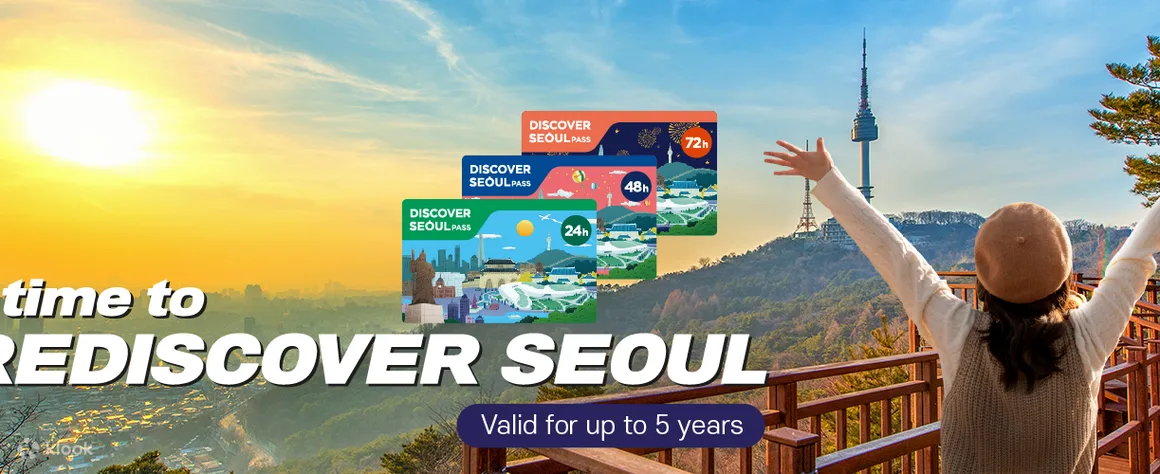 DISCOVER
SEOUL PASS
72h
DISCOVER
SEOUL PASS
48h
DISCOVER
SEOUL PASS
24h
time to
REDISCOVER SEOUL
Valid for up to 5 years
klook